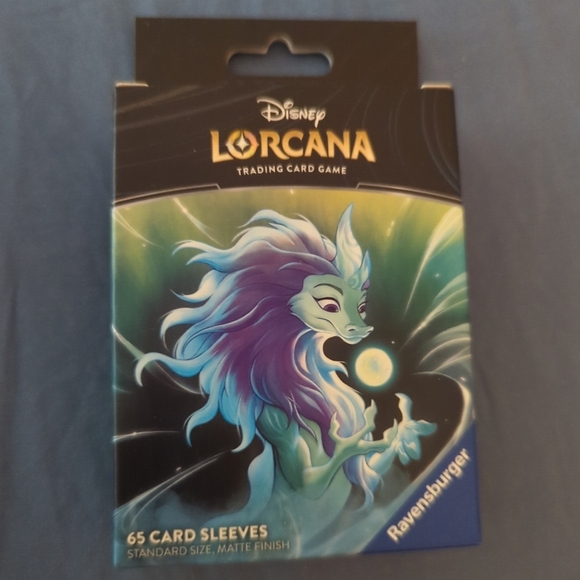 Disney
LORCANA
TRADING CARD GAME
65 CARD SLEEVES
STANDARD SIZE, MATTE FINISH
Ravensburger